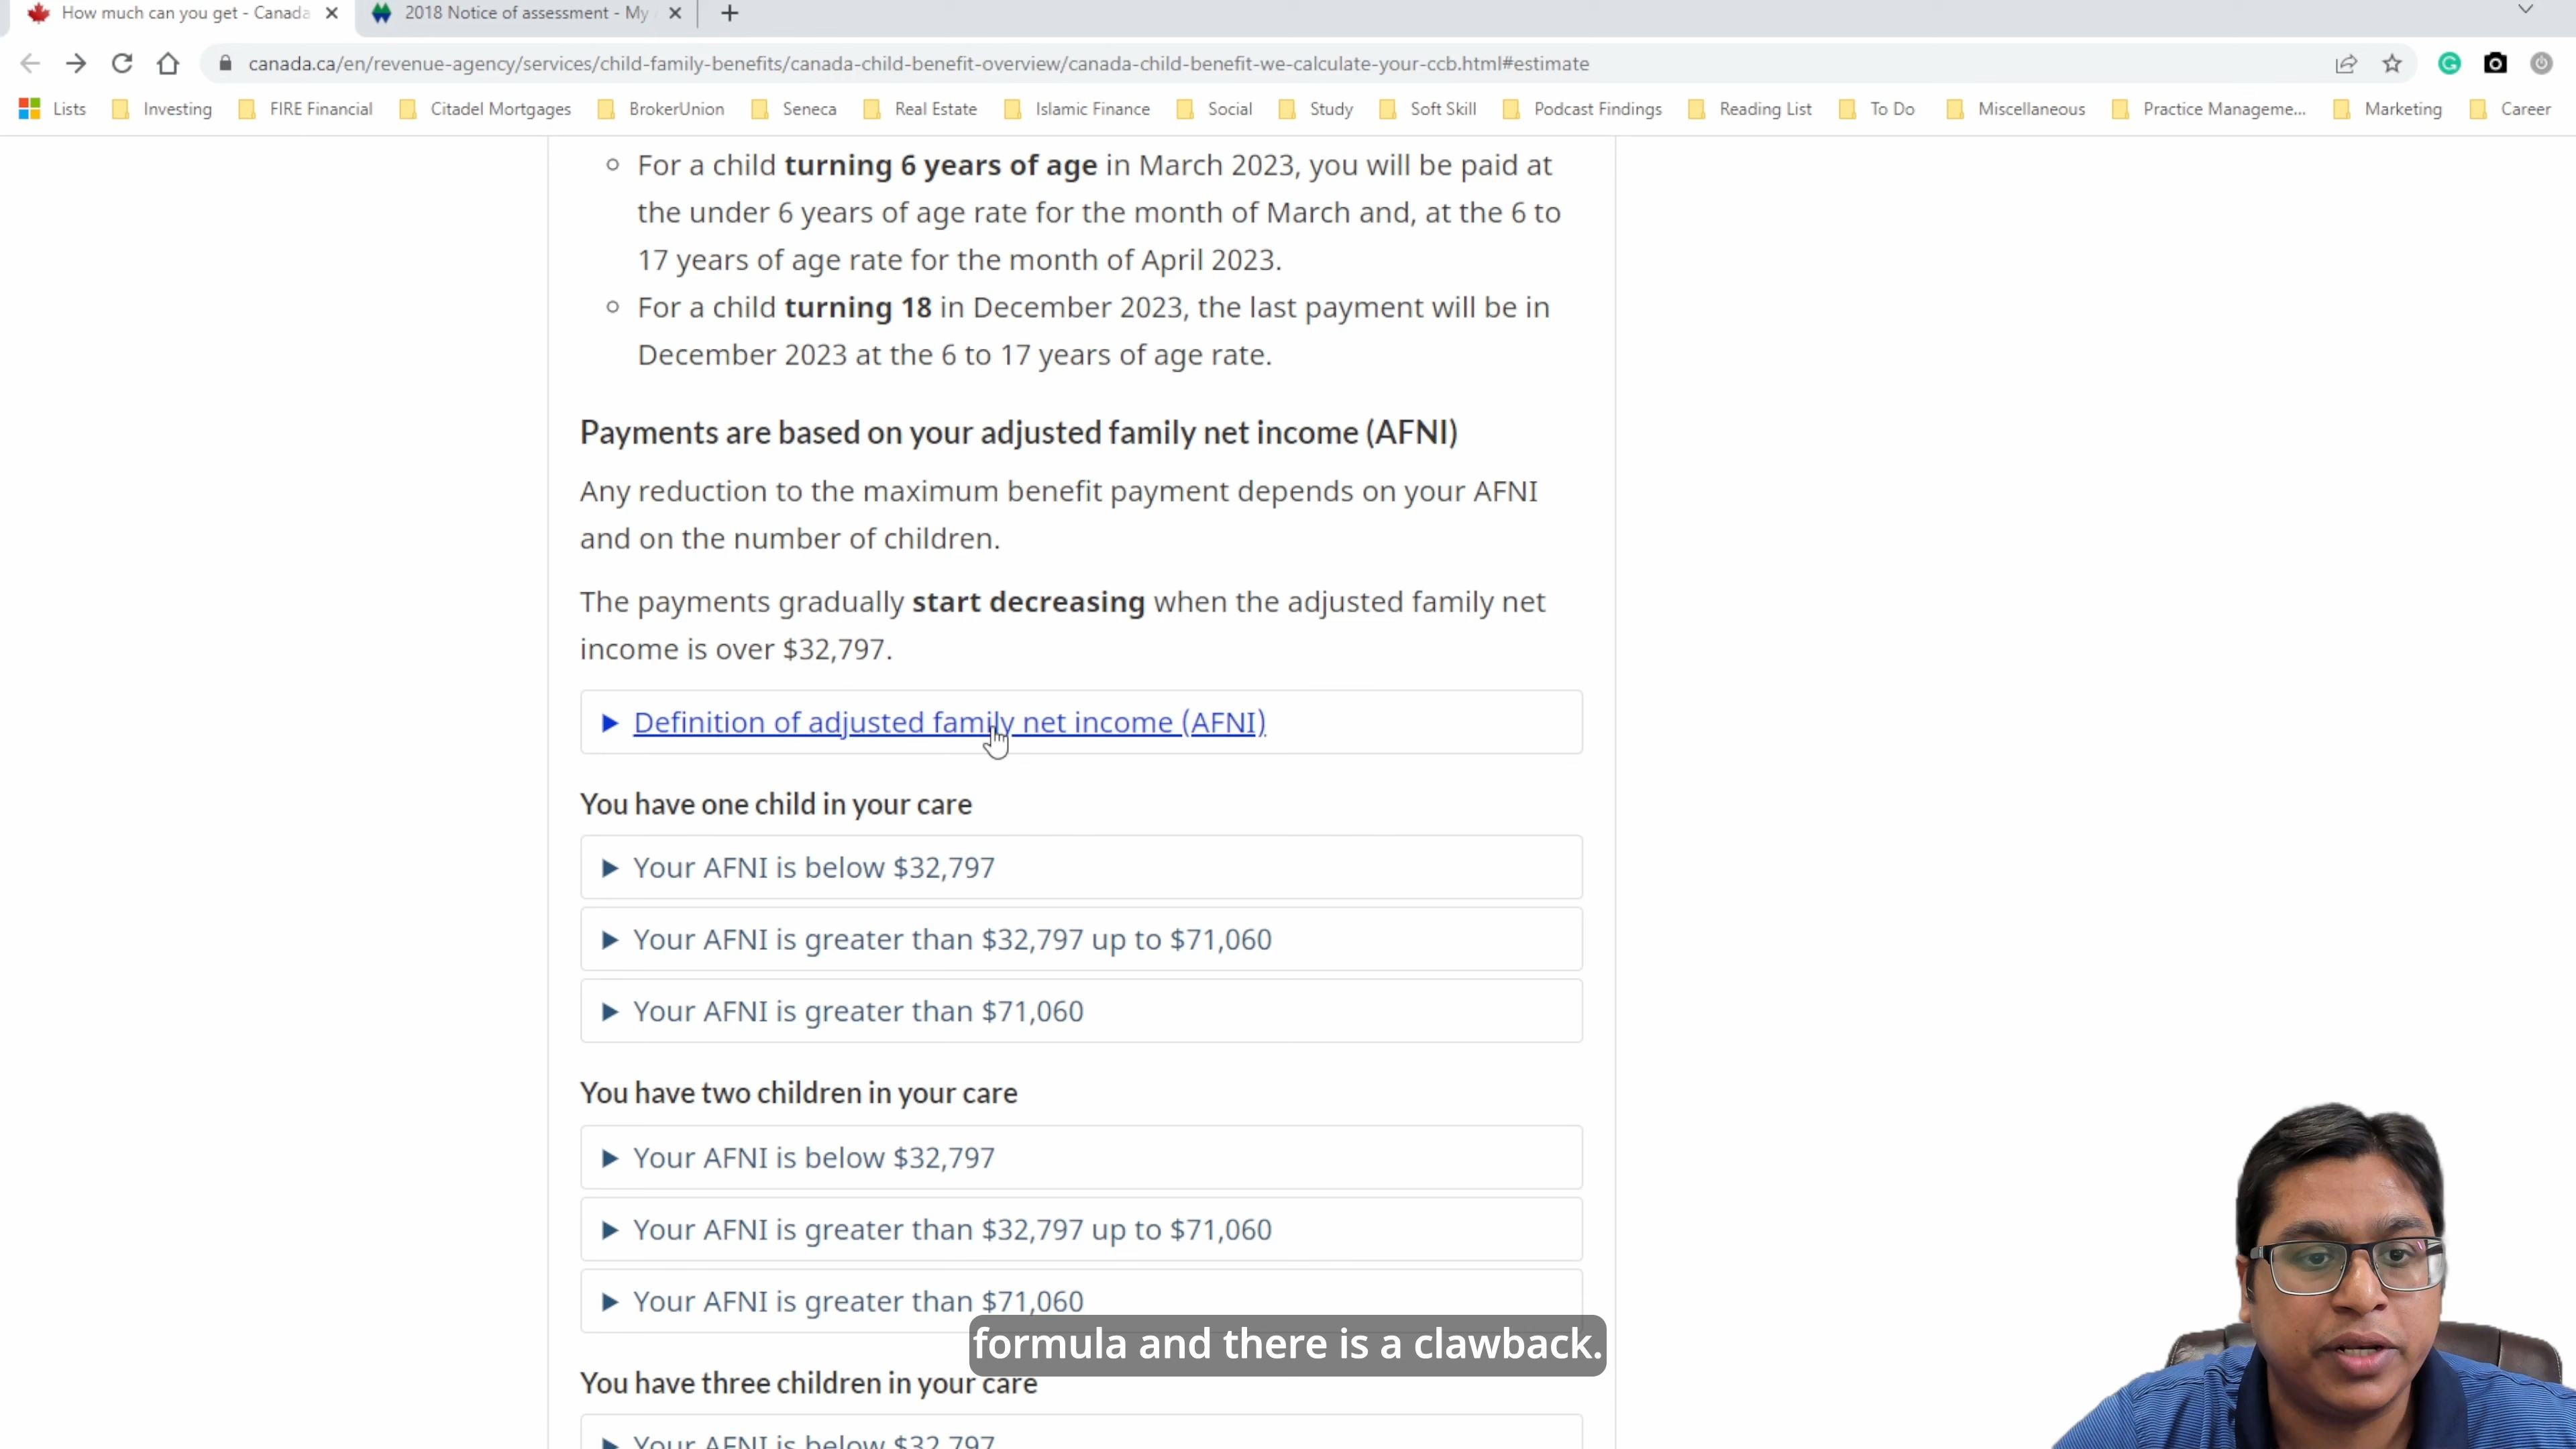 How much can you get - Canada
2018 Notice of assessment - My
canada.ca/en/revenue-agency/services/child-family-benefits/canada-child-benefit-overview/canada-child-benefit-we-calculate-your-ccb.html#estimate
Lists Investing FIRE Financial Citadel Mortgages BrokerUnion Seneca Real Estate Islamic Finance Social Study Soft Skill Podcast Findings Reading List To Do Miscellaneous Practice Manageme... Marketing Career
For a child turning 6 years of age in March 2023, you will be paid at
the under 6 years of age rate for the month of March and, at the 6 to
17 years of age rate for the month of April 2023.
For a child turning 18 in December 2023, the last payment will be in
December 2023 at the 6 to 17 years of age rate.
Payments are based on your adjusted family net income (AFNI)
Any reduction to the maximum benefit payment depends on your AFNI
and on the number of children.
The payments gradually start decreasing when the adjusted family net
income is over $32,797.
Definition of adjusted family net income (AFNI)
You have one child in your care
Your AFNI is below $32,797
Your AFNI is greater than $32,797 up to $71,060
Your AFNI is greater than $71,060
You have two children in your care
Your AFNI is below $32,797
Your AFNI is greater than $32,797 up to $71,060
Your AFNI is greater than $71,060
formula and there is a clawback.
You have three children in your care
Your AFNI is below $32,797